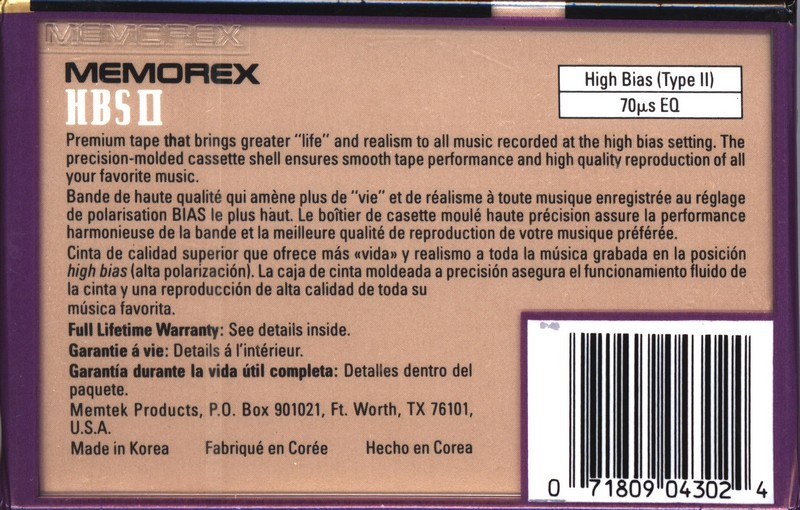 MEMOREX
MEMOREX
HBS II
High Bias (Type II)
70µs EQ
Premium tape that brings greater "life" and realism to all music recorded at the high bias setting. The
precision-molded cassette shell ensures smooth tape performance and high quality reproduction of all
your favorite music.
Bande de haute qualité qui amène plus de "vie" et de réalisme à toute musique enregistrée au réglage
de polarisation BIAS le plus haut. Le boîtier de casette moulé haute précision assure la performance
harmonieuse de la bande et la meilleure qualité de reproduction de votre musique préférée.
Cinta de calidad superior que ofrece más «vida» y realismo a toda la música grabada en la posición
high bias (alta polarización). La caja de cinta moldeada a precisión asegura el funcionamiento fluido de
la cinta y una reproducción de alta calidad de toda su
música favorita.
Full Lifetime Warranty: See details inside.
Garantie á vie: Details á l'intérieur.
Garantía durante la vida útil completa: Detalles dentro del
paquete.
Memtek Products, P.O. Box 901021, Ft. Worth, TX 76101,
U.S.A.
Made in Korea Fabriqué en Corée Hecho en Corea
0 71809 04302 4